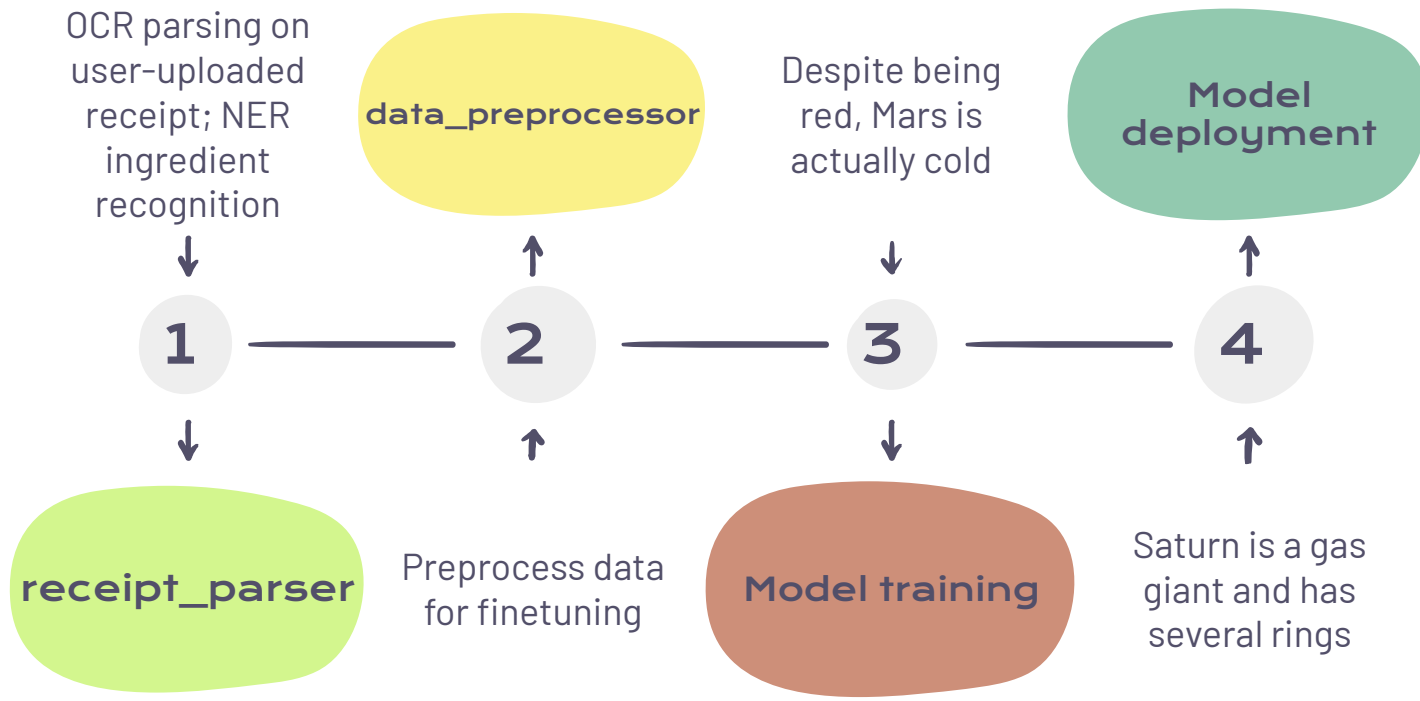 OCR parsing on
user-uploaded
receipt; NER
ingredient
recognition
data_preprocessor
Despite being
red, Mars is
actually cold
Model
deployment
1
2
3
4
receipt_parser
Preprocess data
for finetuning
Model training
Saturn is a gas
giant and has
several rings